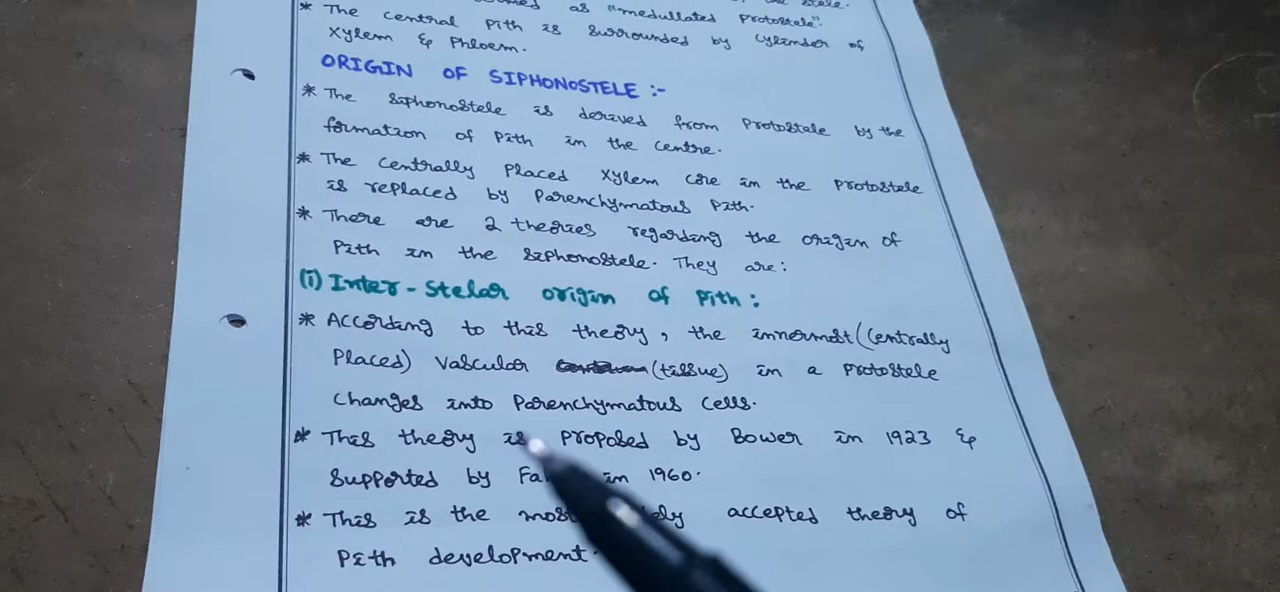 as "medullated Protostele".
* The central Pith is surrounded by cylinder of
Xylem & Phloem.
ORIGIN OF SIPHONOSTELE :-
* The Siphonostele is derived from Protostele by the
formation of Pith in the centre.
* The centrally Placed Xylem core in the Protostele
is replaced by Parenchymatous Pith.
* There are 2 theories regarding the origin of
Pith in the Siphonostele. They are:
(i) Inter-Stelar origin of Pith:
* According to this theory, the innermost (Centrally
Placed) Vascular (tissue) in a Protostele
changes into Parenchymatous cells.
* This theory is Proposed by Bower in 1923 &
Supported by in 1960.
* This is the most accepted theory of
Pith development.